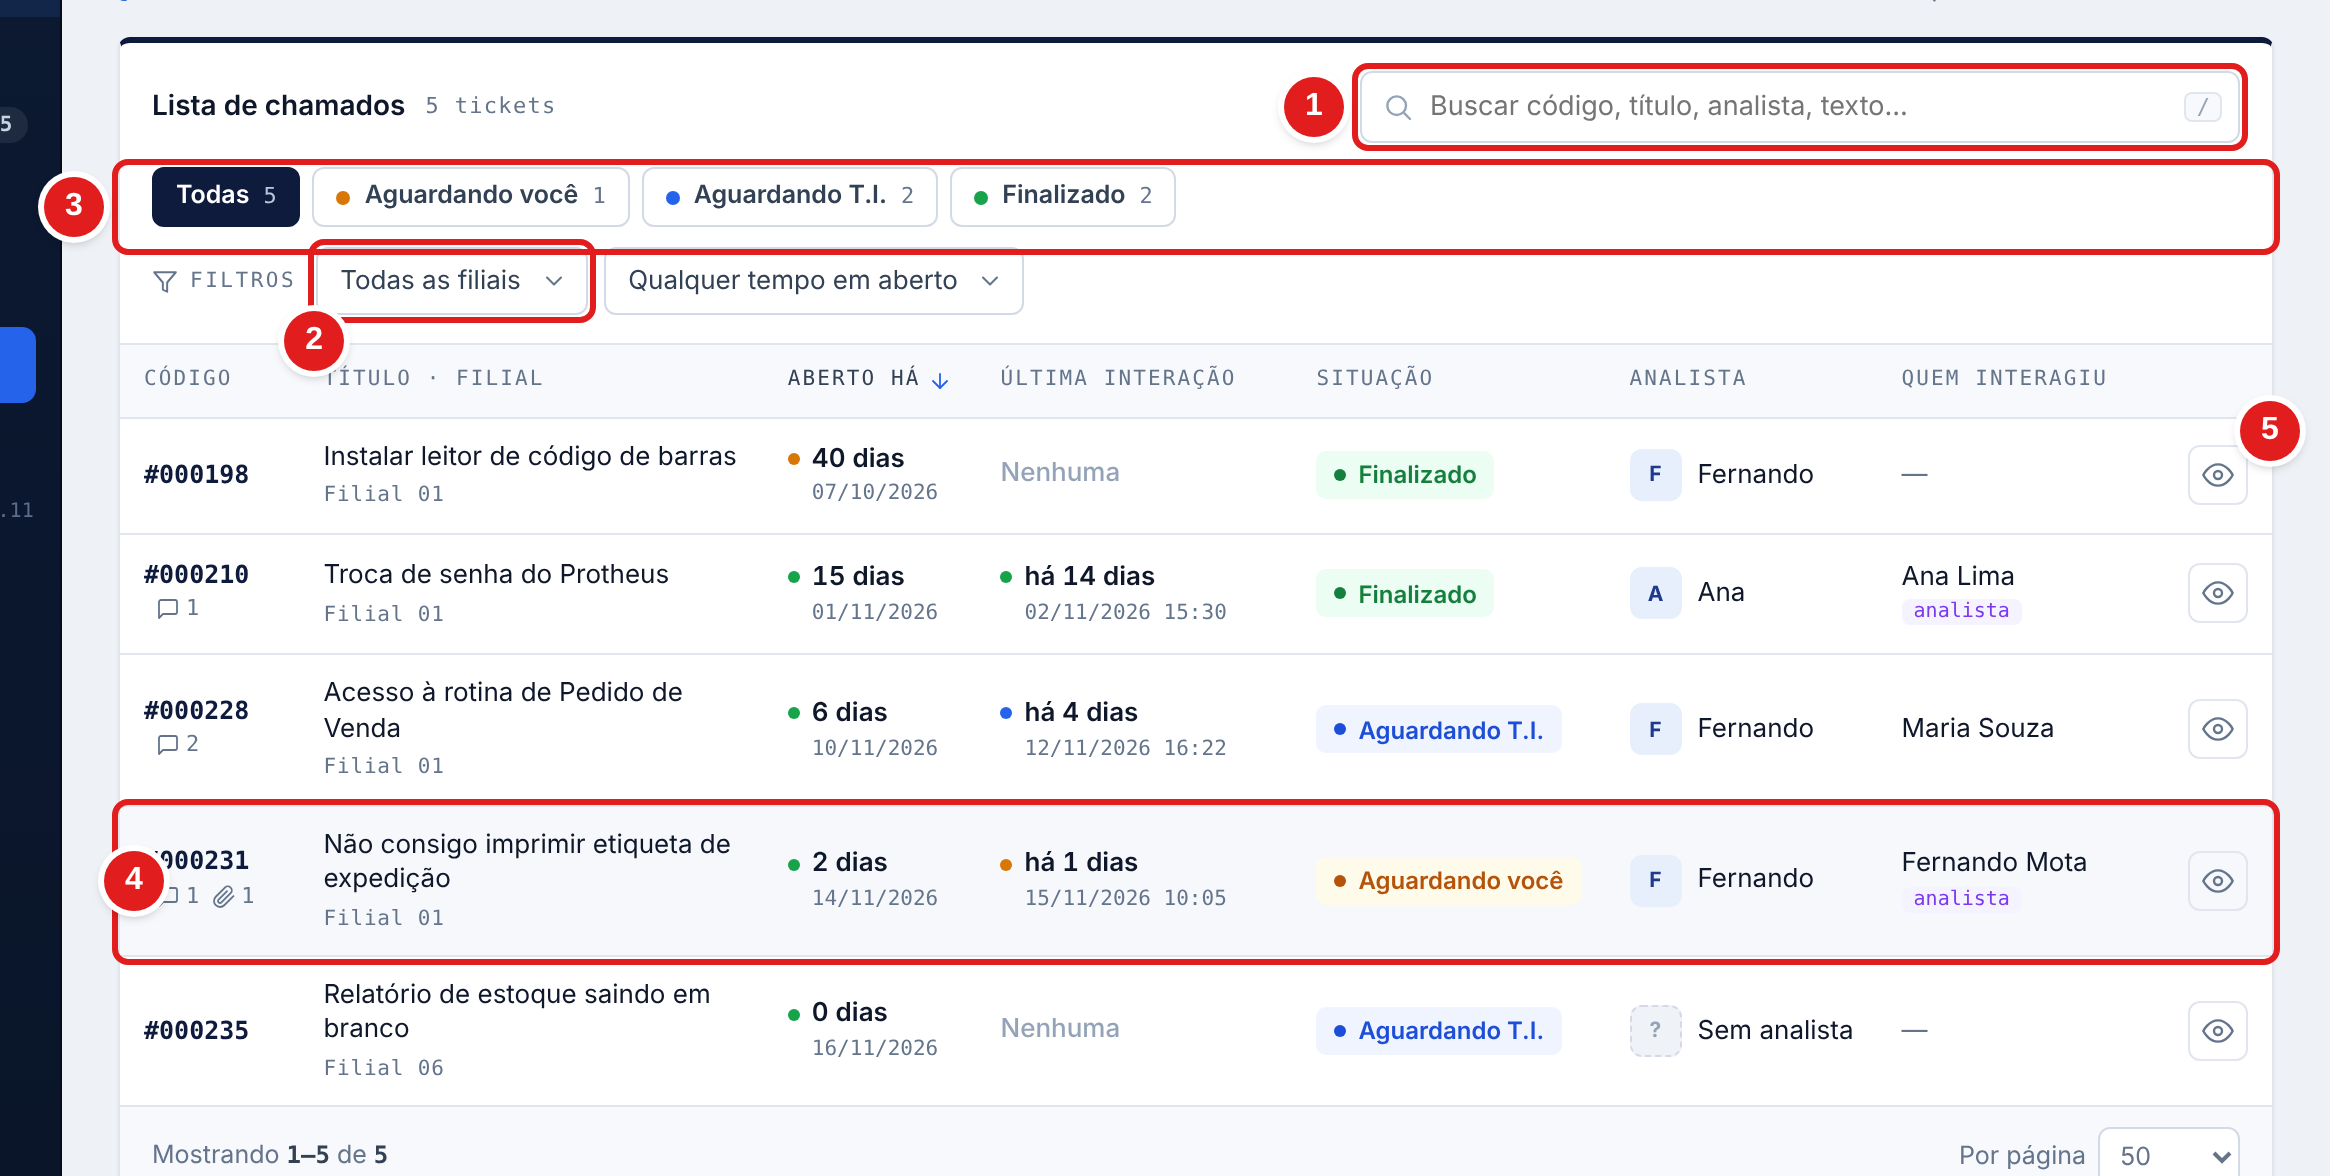 Lista de chamados 5 tickets
1
Buscar código, título, analista, texto...
/
5
3
Todas 5
Aguardando você 1
Aguardando T.I. 2
Finalizado 2
FILTROS
Todas as filiais
Qualquer tempo em aberto
2
CÓDIGO
TÍTULO · FILIAL
ABERTO HÁ
ÚLTIMA INTERAÇÃO
SITUAÇÃO
ANALISTA
QUEM INTERAGIU
5
#000198
Instalar leitor de código de barras
Filial 01
40 dias
07/10/2026
Nenhuma
Finalizado
F
Fernando
—
.11
#000210
1
Troca de senha do Protheus
Filial 01
15 dias
01/11/2026
há 14 dias
02/11/2026 15:30
Finalizado
A
Ana
Ana Lima
analista
#000228
2
Acesso à rotina de Pedido de
Venda
Filial 01
6 dias
10/11/2026
há 4 dias
12/11/2026 16:22
Aguardando T.I.
F
Fernando
Maria Souza
4
000231
1 1
Não consigo imprimir etiqueta de
expedição
Filial 01
2 dias
14/11/2026
há 1 dias
15/11/2026 10:05
Aguardando você
F
Fernando
Fernando Mota
analista
#000235
Relatório de estoque saindo em
branco
Filial 06
0 dias
16/11/2026
Nenhuma
Aguardando T.I.
?
Sem analista
—
Mostrando 1–5 de 5
Por página 50